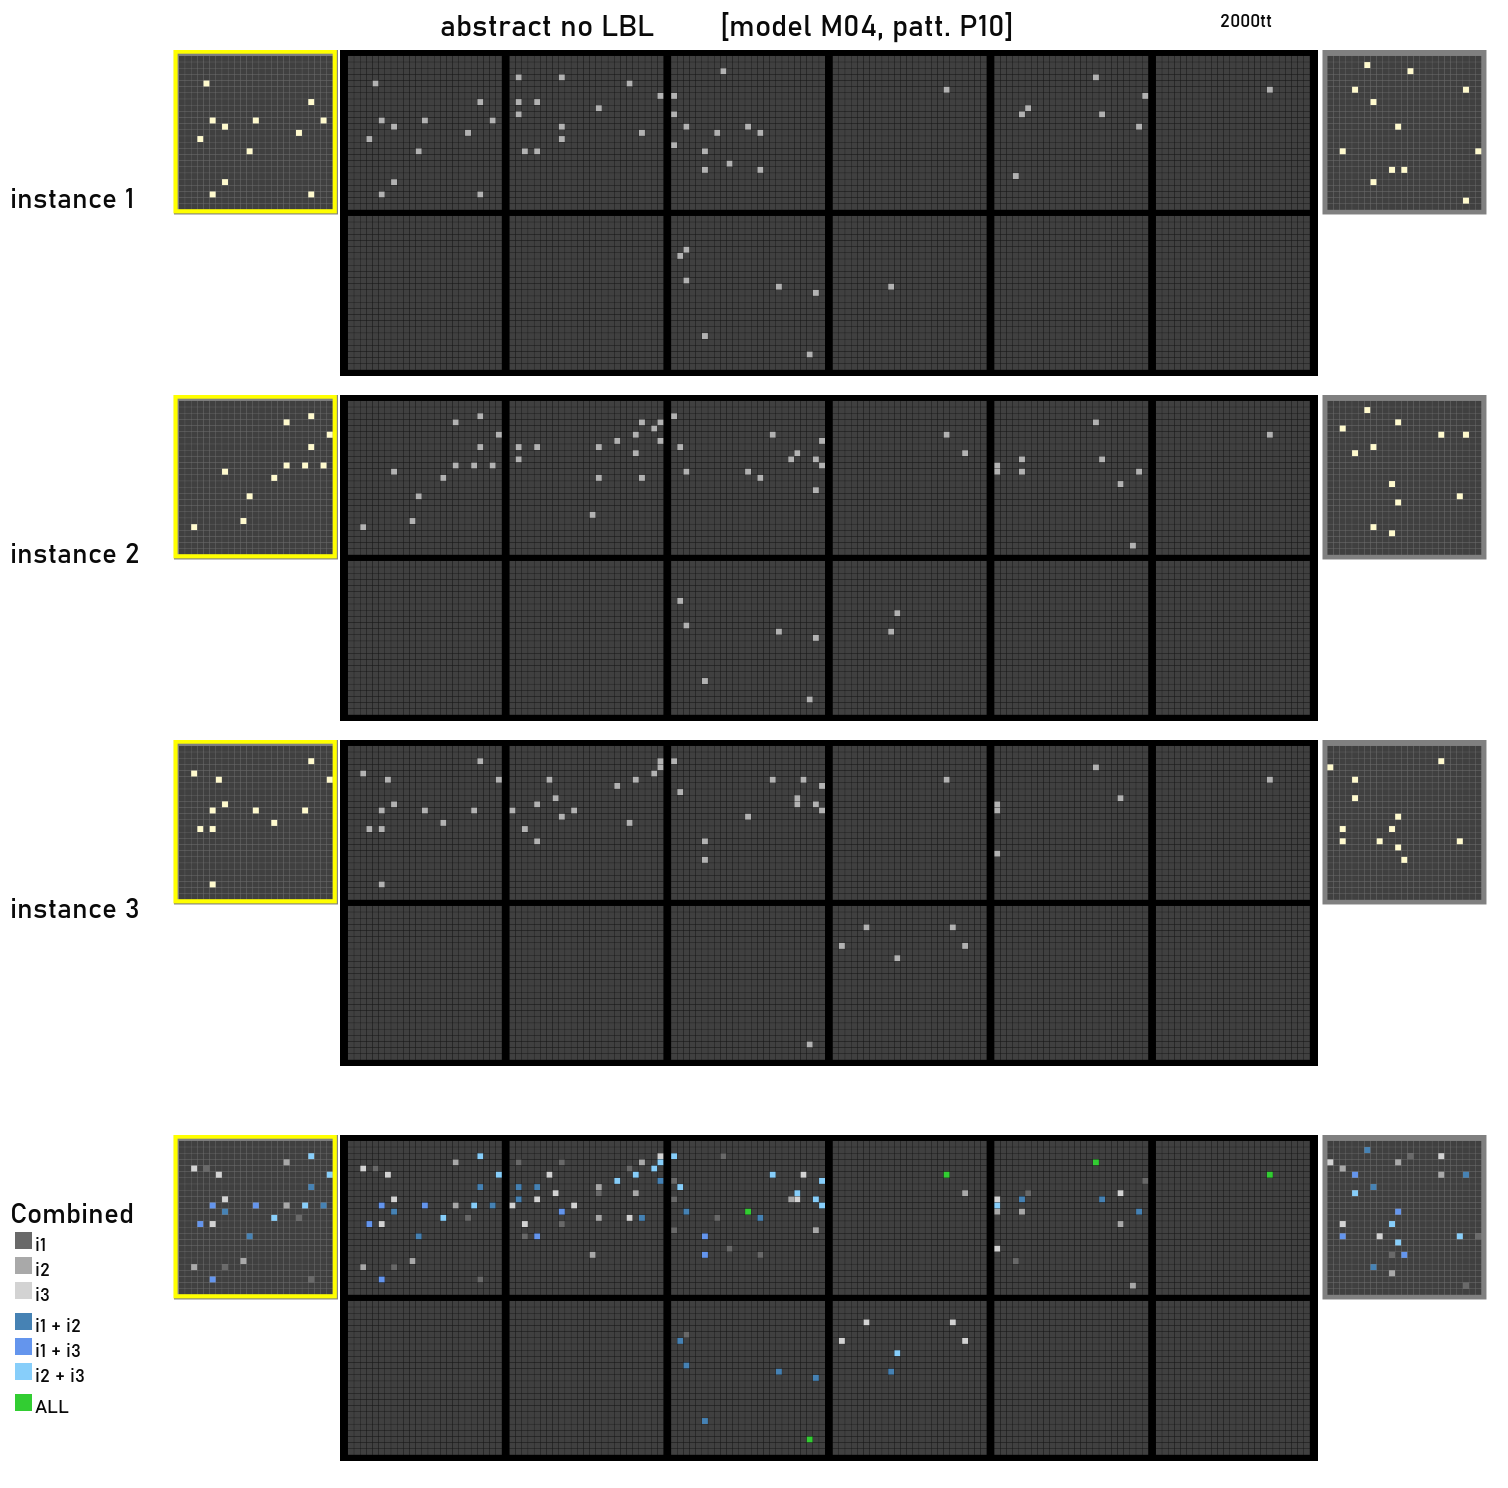 abstract no LBL [model M04, patt. P10] 2000tt
instance 1
instance 2
instance 3
Combined
i1
i2
i3
i1 + i2
i1 + i3
i2 + i3
ALL